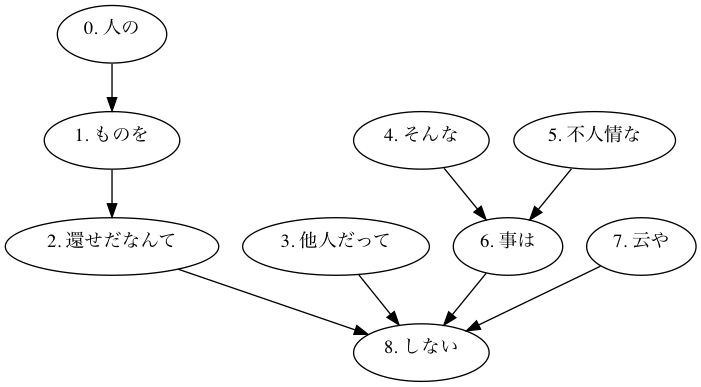 0. 人の
1. ものを
4. そんな
5. 不人情な
2. 還せだなんて
3. 他人だって
6. 事は
7. 云や
8. しない